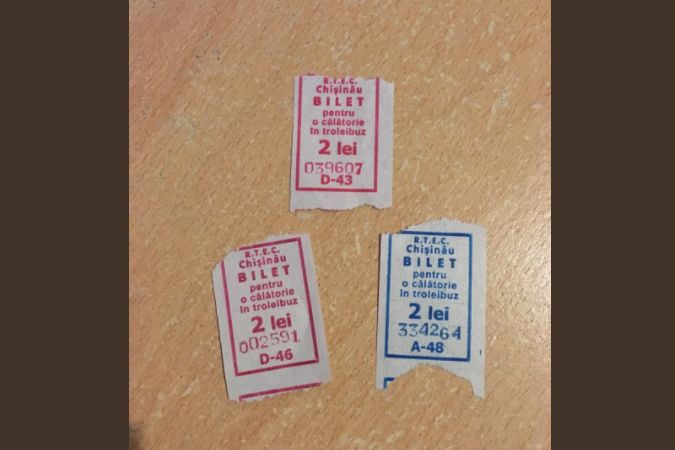 R.T.E.C.
Chişinău
BILET
pentru
o călătorie
în troleibuz
2 lei
039607
D-43
R.T.E.C.
Chişinău
BILET
pentru
o călătorie
în troleibuz
2 lei
002591
D-46
R.T.E.C.
Chişinău
BILET
pentru
o călătorie
în troleibuz
2 lei
334264
A-48